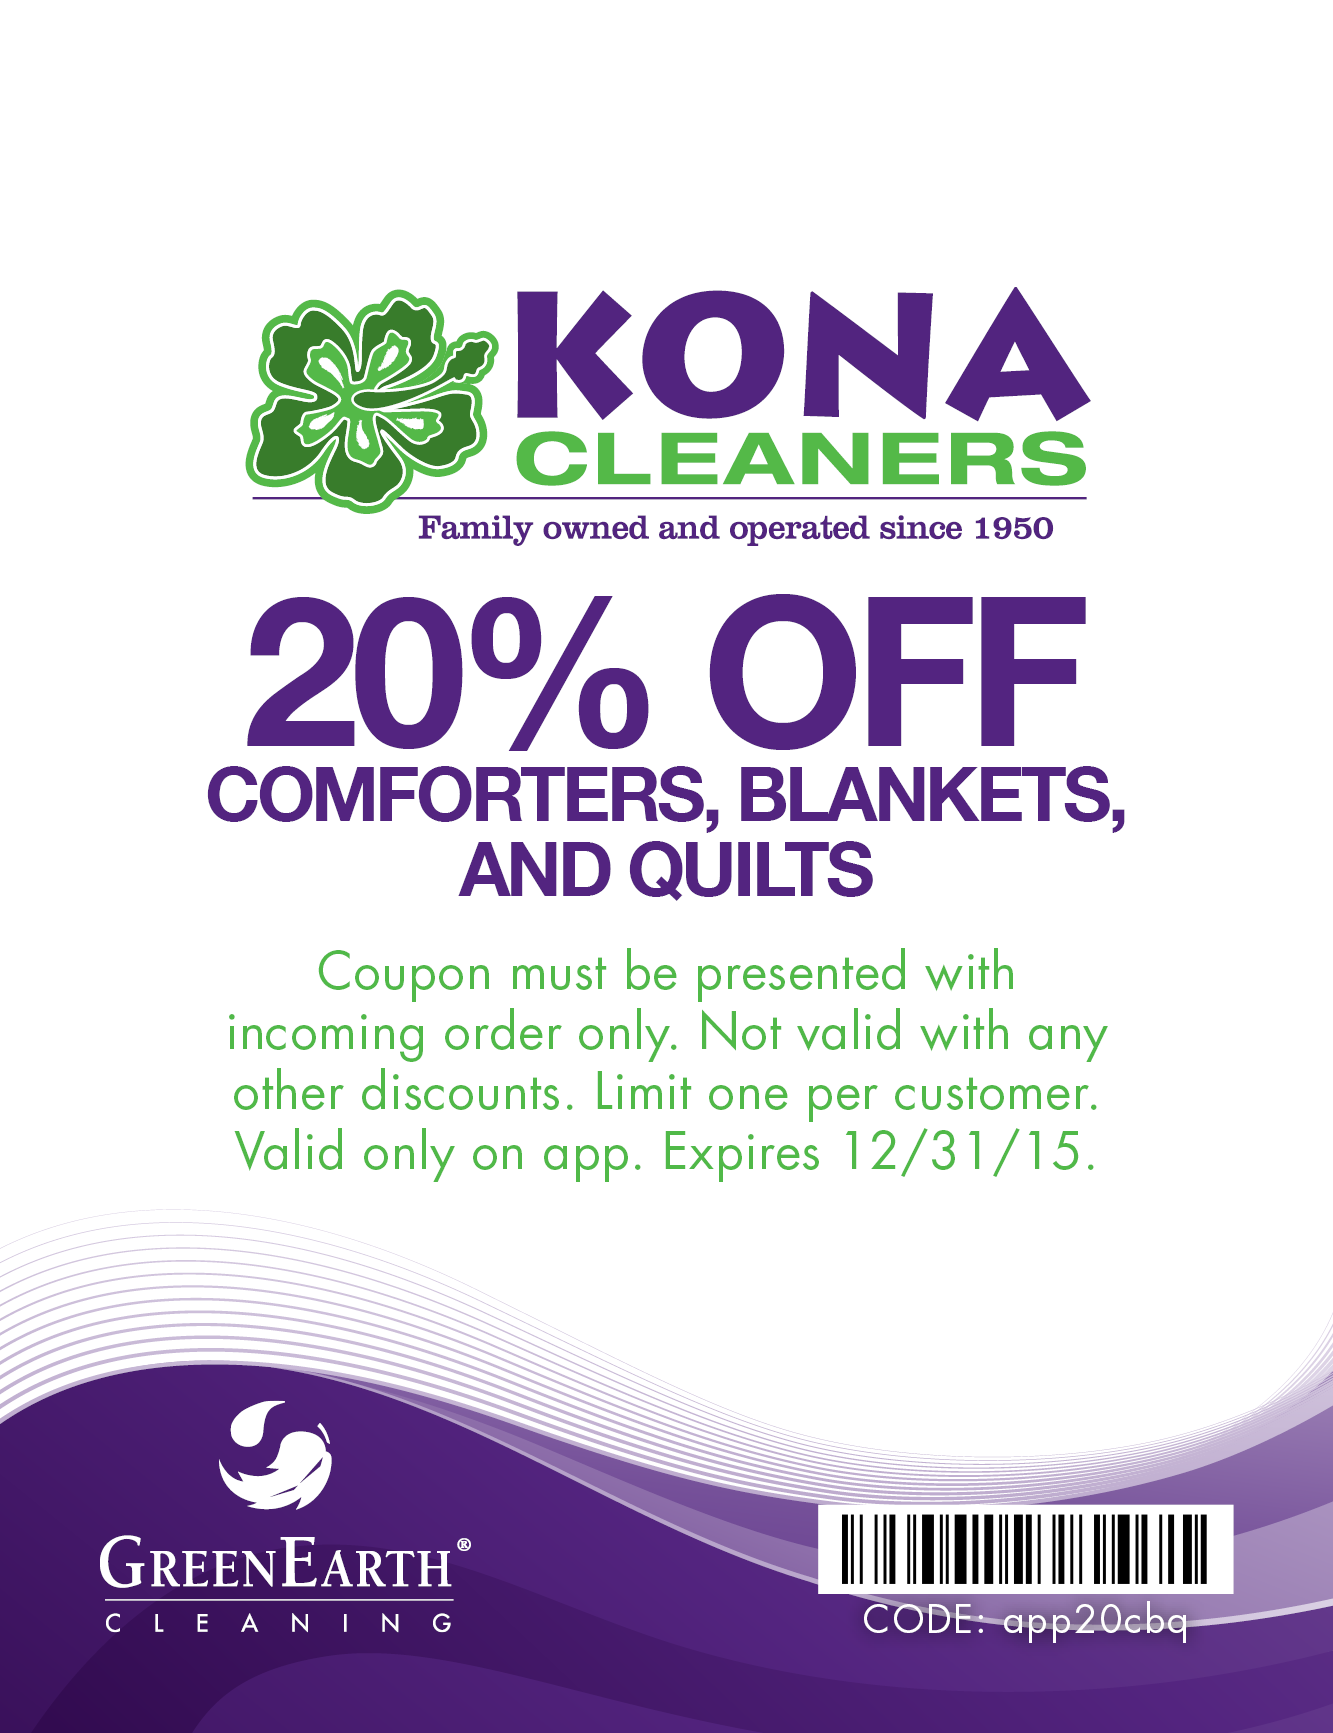 KONA
CLEANERS
Family owned and operated since 1950
20% OFF
COMFORTERS, BLANKETS,
AND QUILTS
Coupon must be presented with
incoming order only. Not valid with any
other discounts. Limit one per customer.
Valid only on app. Expires 12/31/15.
GREENEARTH®
CLEANING
CODE: app20cbq